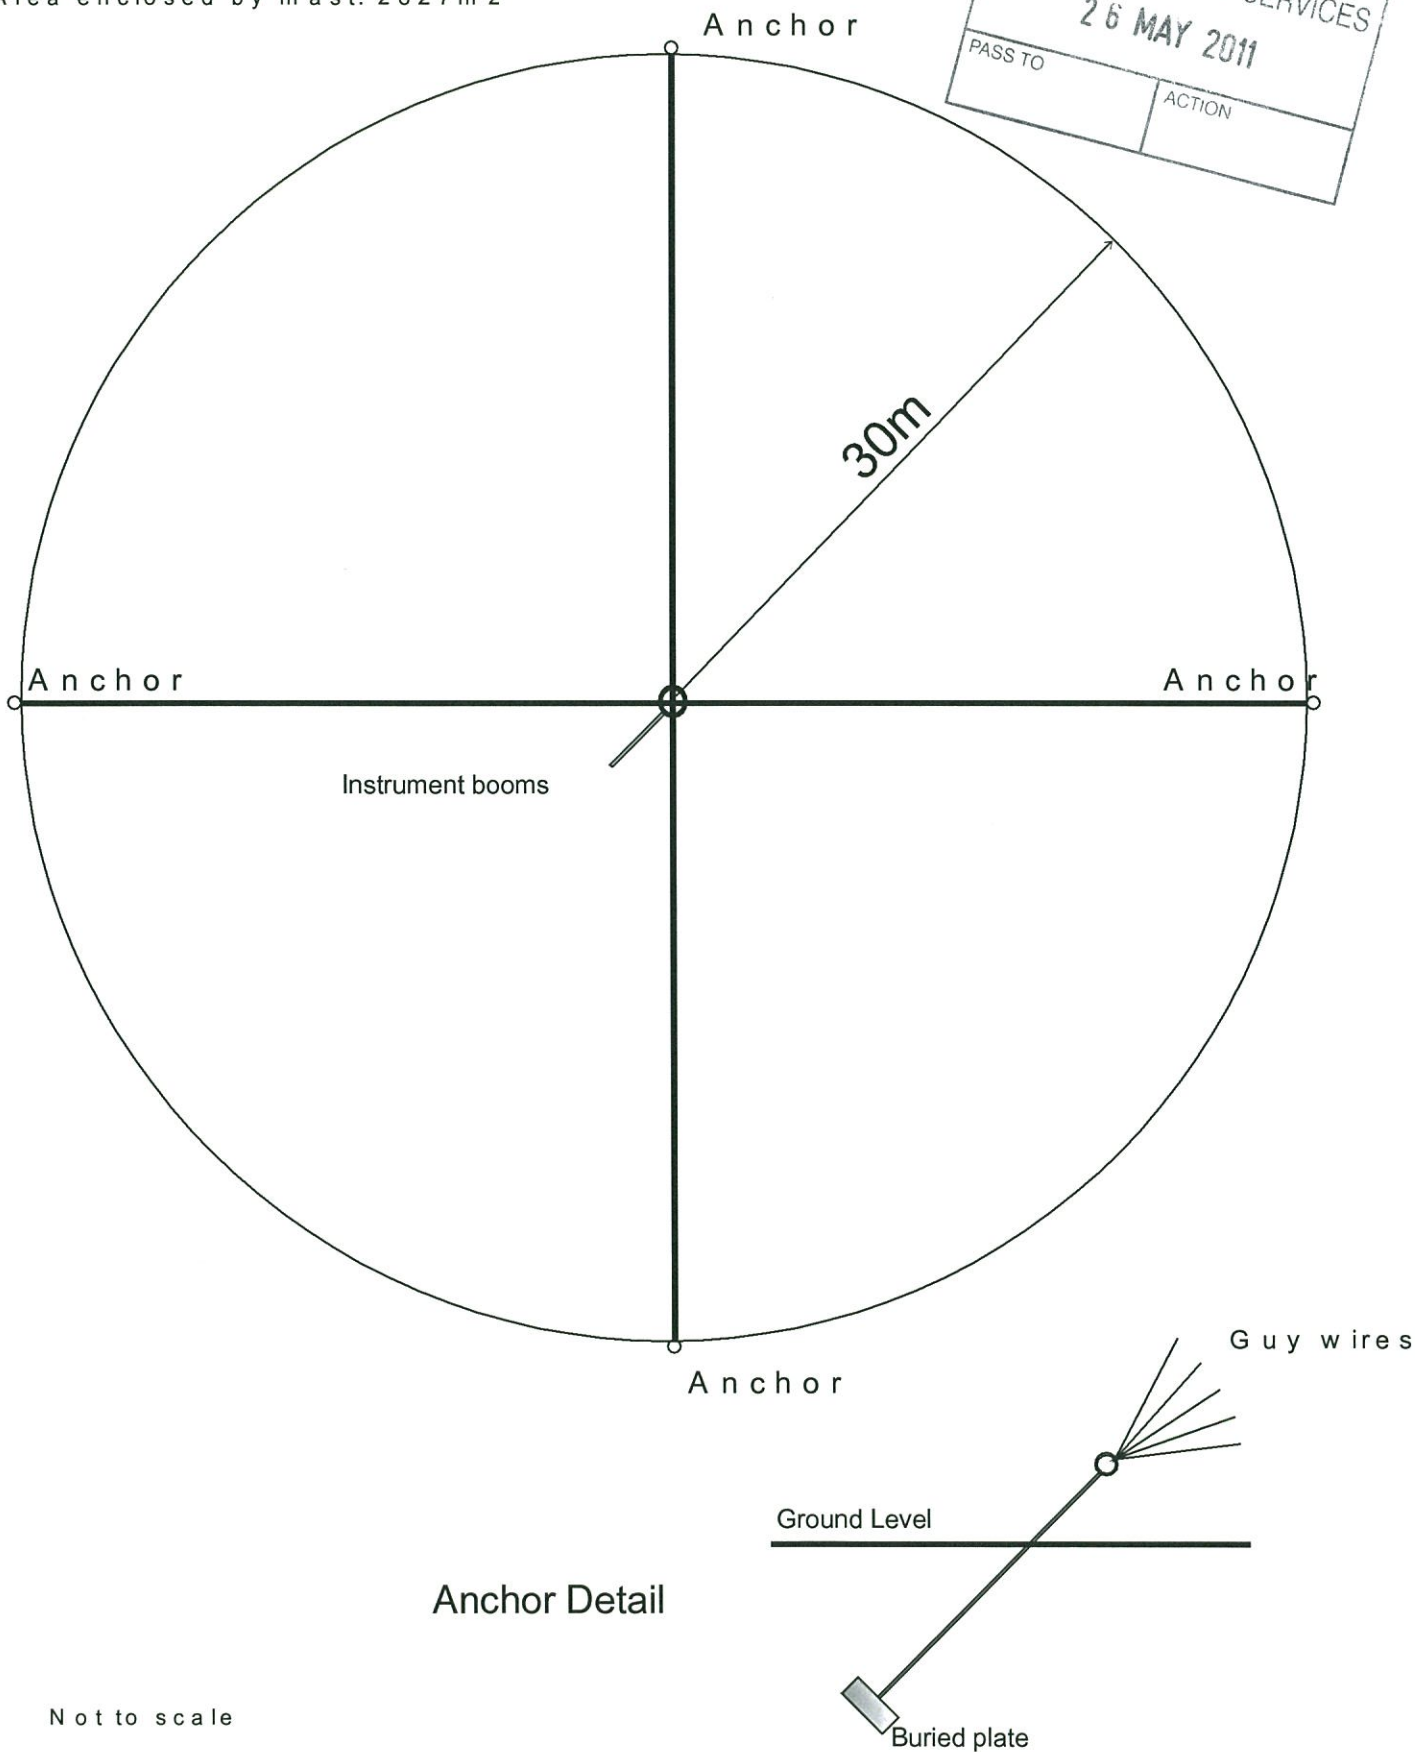 Area enclosed by mast: 2827m2
Anchor
SERVICES
26 MAY 2011
PASS TO
ACTION
30m
Anchor
Anchor
Instrument booms
Anchor
Guy wires
Ground Level
Anchor Detail
Not to scale
Buried plate